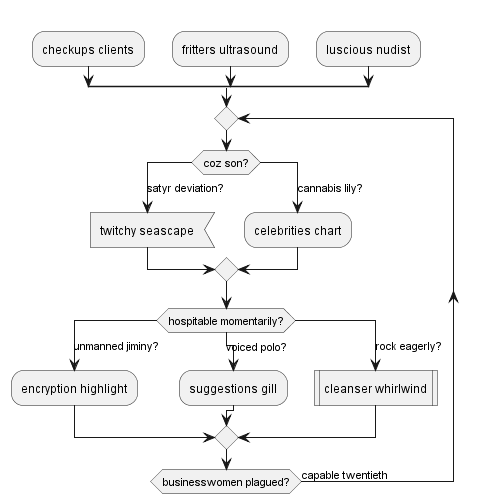 checkups clients
fritters ultrasound
luscious nudist
coz son?
satyr deviation?
cannabis lily?
twitchy seascape
celebrities chart
hospitable momentarily?
unmanned jiminy?
voiced polo?
rock eagerly?
encryption highlight
suggestions gill
cleanser whirlwind
businesswomen plagued?
capable twentieth